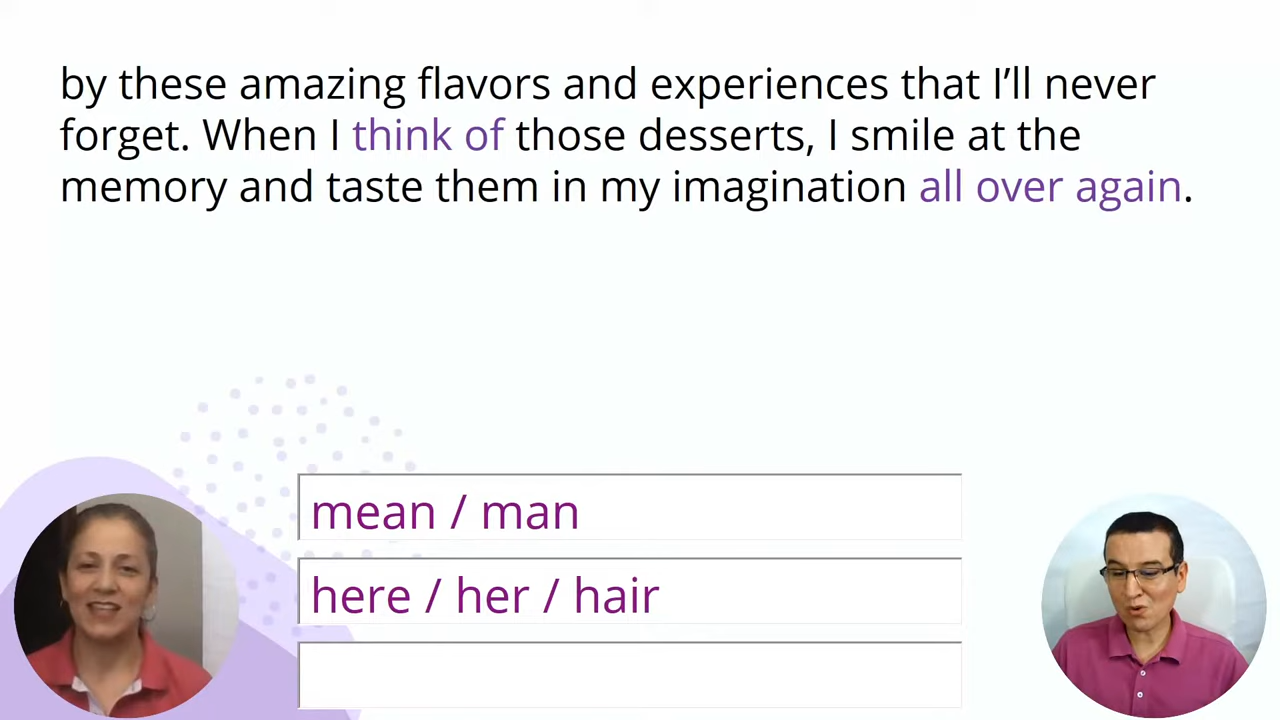 by these amazing flavors and experiences that I’ll never
forget. When I think of those desserts, I smile at the
memory and taste them in my imagination all over again.
mean / man
here / her / hair